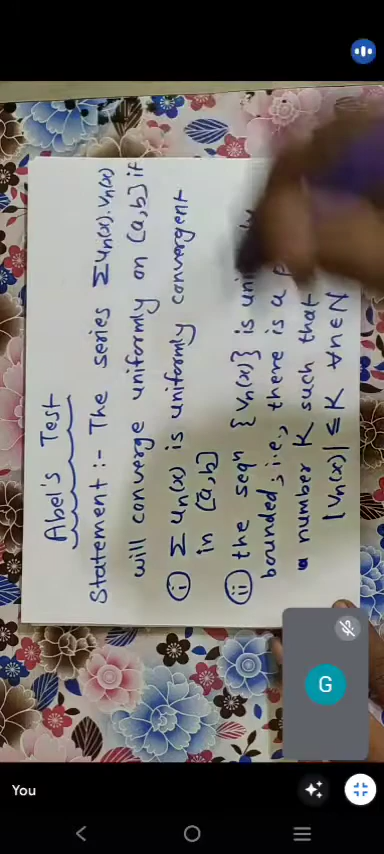 Abel's Test
Statement :- The series Σun(x).vn(x)
will converge uniformly on [a,b] if
(i) Σ un(x) is uniformly convergent
in [a,b]
(ii) the seqn {vn(x)} is
bounded, i.e., there is a
number K such that
|vn(x)| ≤ K ∀n∈N
G
You